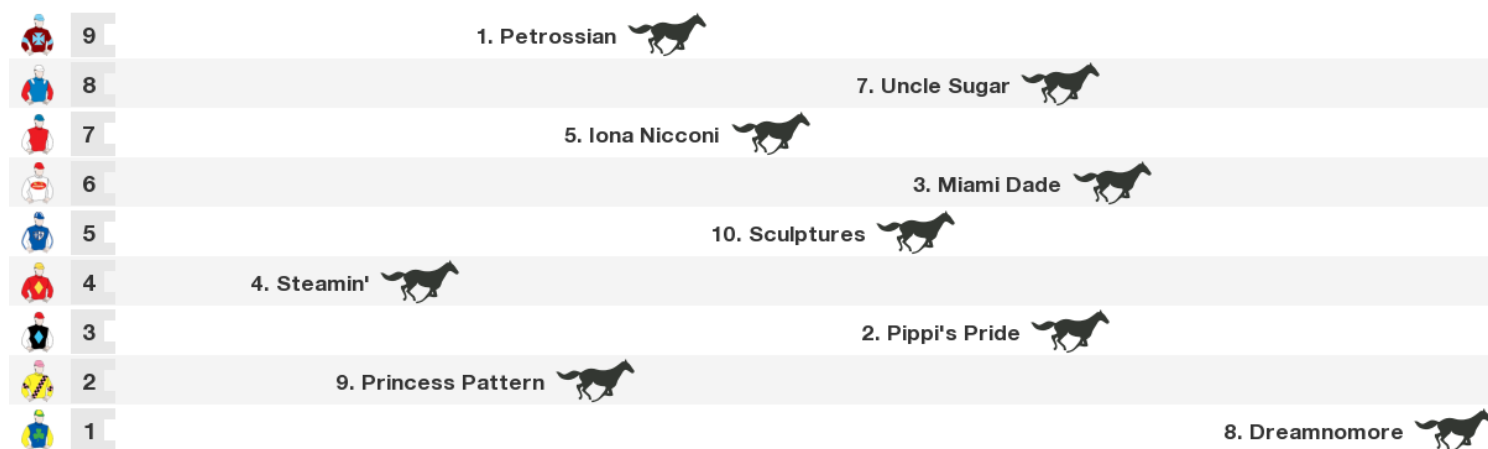 9 1. Petrossian
8 7. Uncle Sugar
7 5. Iona Nicconi
6 3. Miami Dade
5 10. Sculptures
4 4. Steamin'
3 2. Pippi's Pride
2 9. Princess Pattern
1 8. Dreamnomore